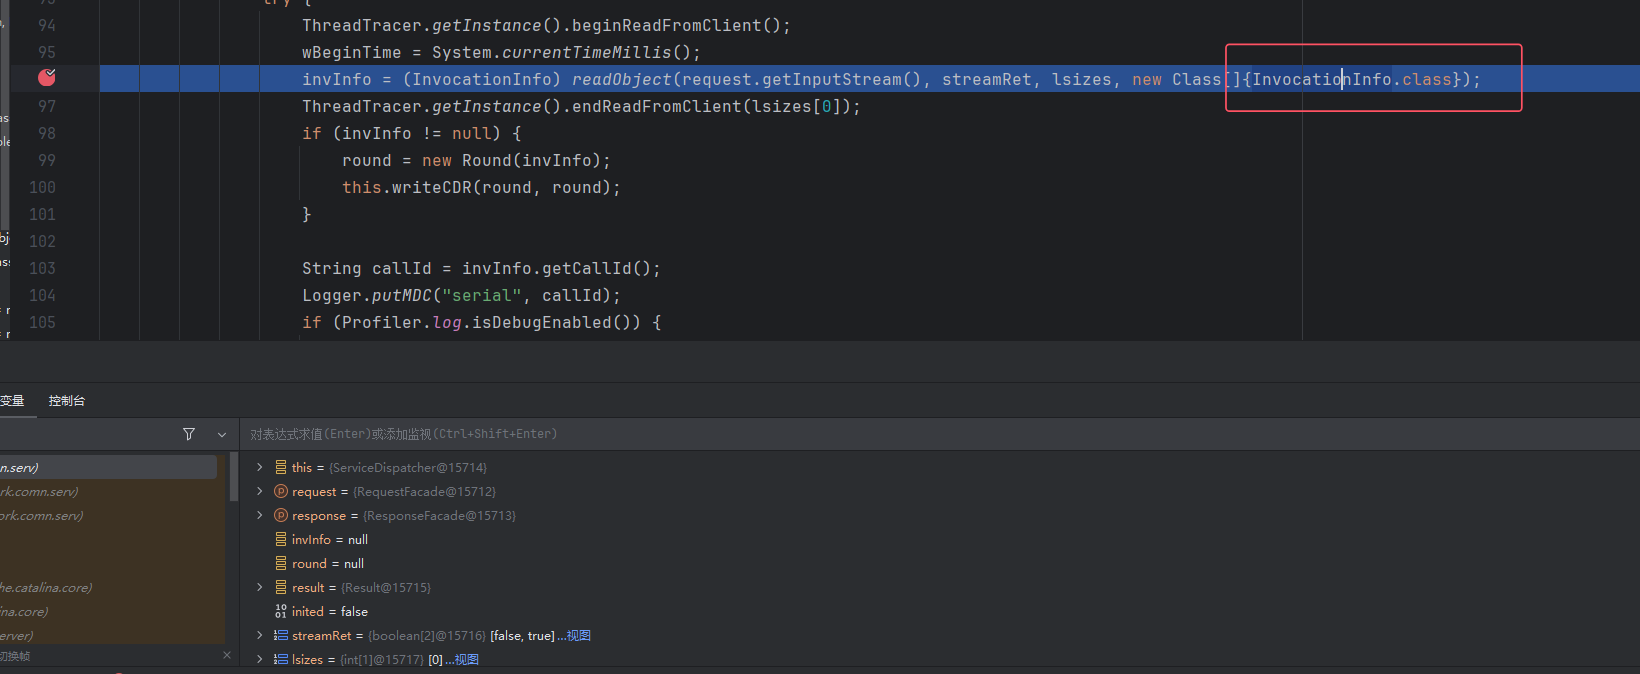 try {
94 ThreadTracer.getInstance().beginReadFromClient();
95 wBeginTime = System.currentTimeMillis();
invInfo = (InvocationInfo) readObject(request.getInputStream(), streamRet, lsizes, new Class[]{InvocationInfo.class});
97 ThreadTracer.getInstance().endReadFromClient(lsizes[0]);
98 if (invInfo != null) {
99 round = new Round(invInfo);
100 this.writeCDR(round, round);
101 }
102
103 String callId = invInfo.getCallId();
104 Logger.putMDC("serial", callId);
105 if (Profiler.log.isDebugEnabled()) {
变量 控制台
对表达式求值(Enter)或添加监视(Ctrl+Shift+Enter)
n.serv)
rk.comn.serv)
ork.comn.serv)
he.catalina.core)
ina.core)
erver)
切换帧
this = {ServiceDispatcher@15714}
request = {RequestFacade@15712}
response = {ResponseFacade@15713}
invInfo = null
round = null
result = {Result@15715}
inited = false
streamRet = {boolean[2]@15716} [false, true]...视图
lsizes = {int[1]@15717} [0]...视图